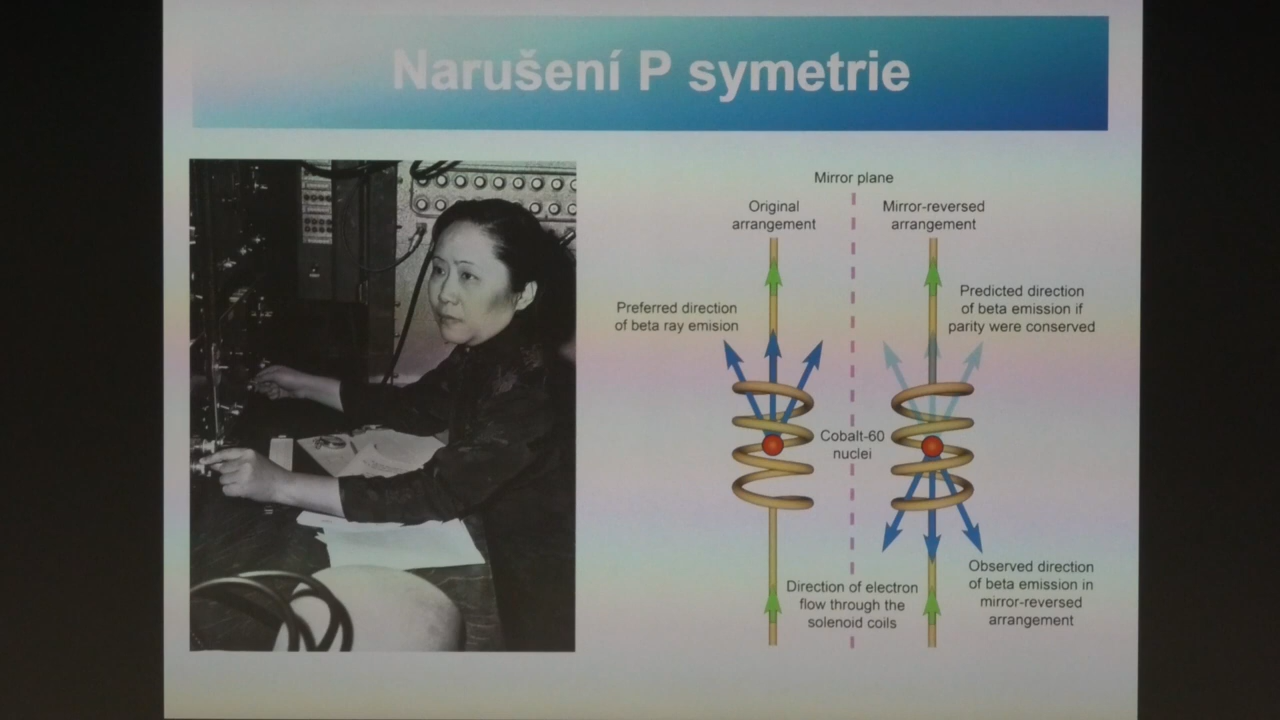 Narušení P symetrie
Mirror plane
Original
arrangement
Mirror-reversed
arrangement
Preferred direction
of beta ray emision
Predicted direction
of beta emission if
parity were conserved
Cobalt-60
nuclei
Direction of electron
flow through the
solenoid coils
Observed direction
of beta emission in
mirror-reversed
arrangement